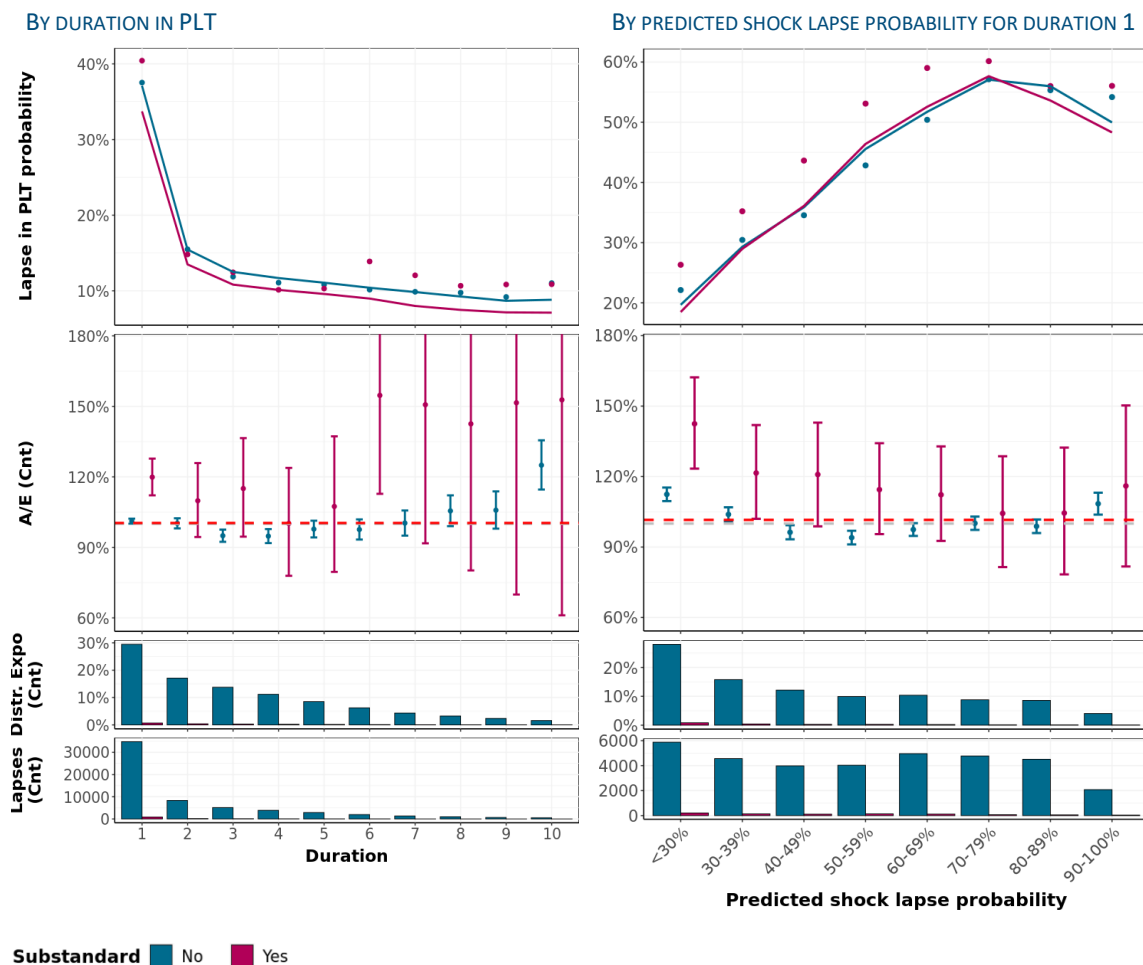 BY DURATION IN PLT
BY PREDICTED SHOCK LAPSE PROBABILITY FOR DURATION 1
Lapse in PLT probability
40%
30%
20%
10%
60%
50%
40%
30%
20%
A/E (Cnt)
180%
150%
120%
90%
60%
180%
150%
120%
90%
60%
Distr. Expo
(Cnt)
30%
20%
10%
0%
20%
10%
0%
Lapses
(Cnt)
30000
20000
10000
0
6000
4000
2000
0
1 2 3 4 5 6 7 8 9 10
Duration
<30% 30-39% 40-49% 50-59% 60-69% 70-79% 80-89% 90-100%
Predicted shock lapse probability
Substandard No Yes